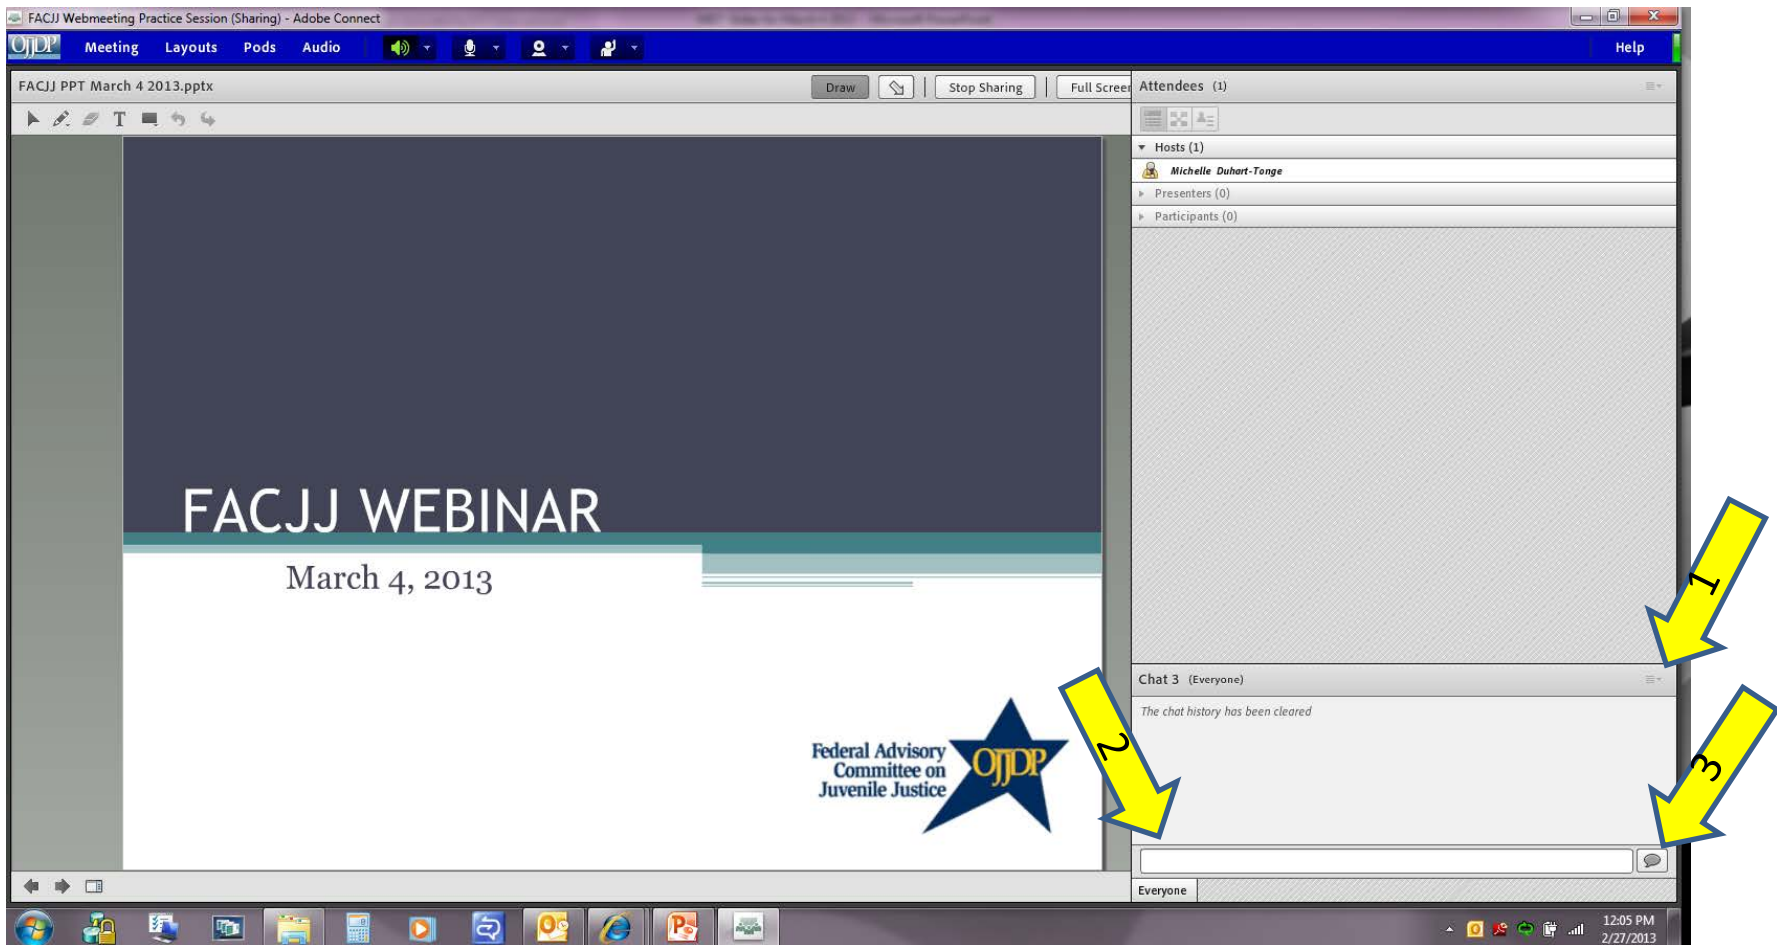 FACJJ Webmeeting Practice Session (Sharing) - Adobe Connect
OJJDP Meeting Layouts Pods Audio Help
FACJJ PPT March 4 2013.pptx
Draw Stop Sharing Full Screen
T
FACJJ WEBINAR
March 4, 2013
Federal Advisory
Committee on
Juvenile Justice
OJJDP
Attendees (1)
Hosts (1)
Michelle Duhart-Tonge
Presenters (0)
Participants (0)
1
Chat 3 (Everyone)
The chat history has been cleared
2
3
Everyone
12:05 PM
2/27/2013